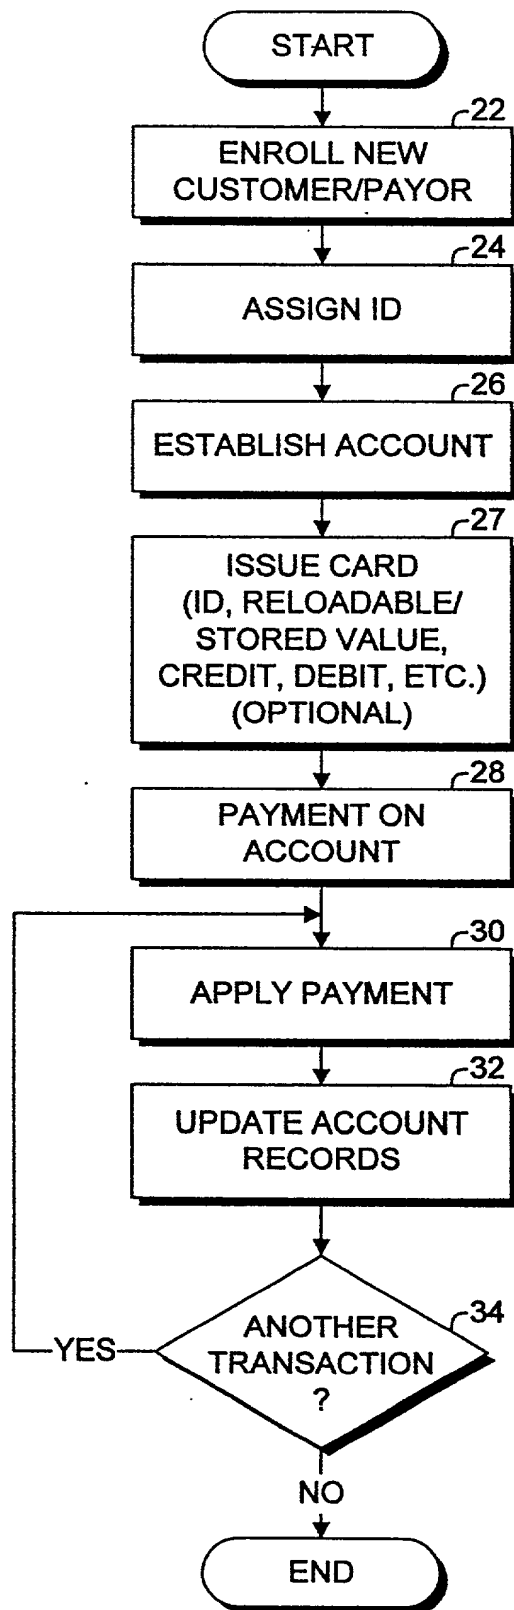 START
22
ENROLL NEW
CUSTOMER/PAYOR
24
ASSIGN ID
26
ESTABLISH ACCOUNT
27
ISSUE CARD
(ID, RELOADABLE/
STORED VALUE,
CREDIT, DEBIT, ETC.)
(OPTIONAL)
28
PAYMENT ON
ACCOUNT
30
APPLY PAYMENT
32
UPDATE ACCOUNT
RECORDS
34
ANOTHER
TRANSACTION
?
YES
NO
END